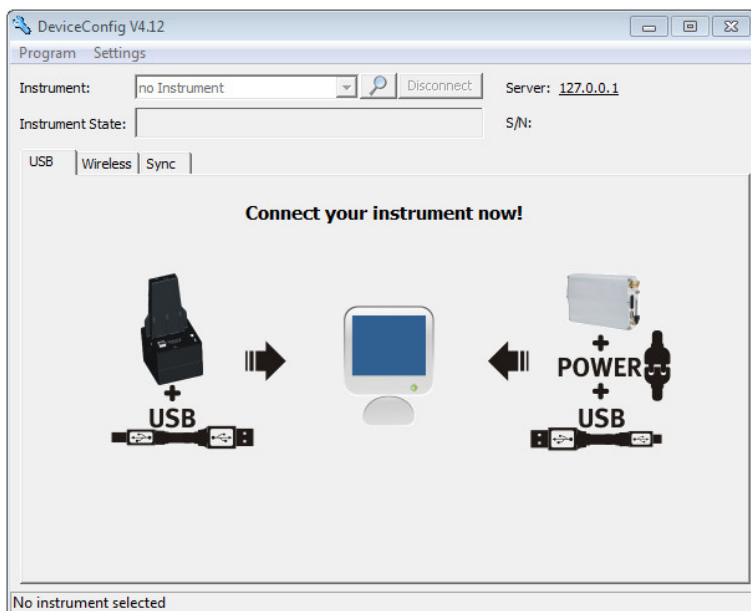 DeviceConfig V4.12
Program Settings
Instrument: no Instrument Disconnect Server: 127.0.0.1
Instrument State: S/N:
USB Wireless Sync
Connect your instrument now!
+
POWER
+ +
USB USB
No instrument selected